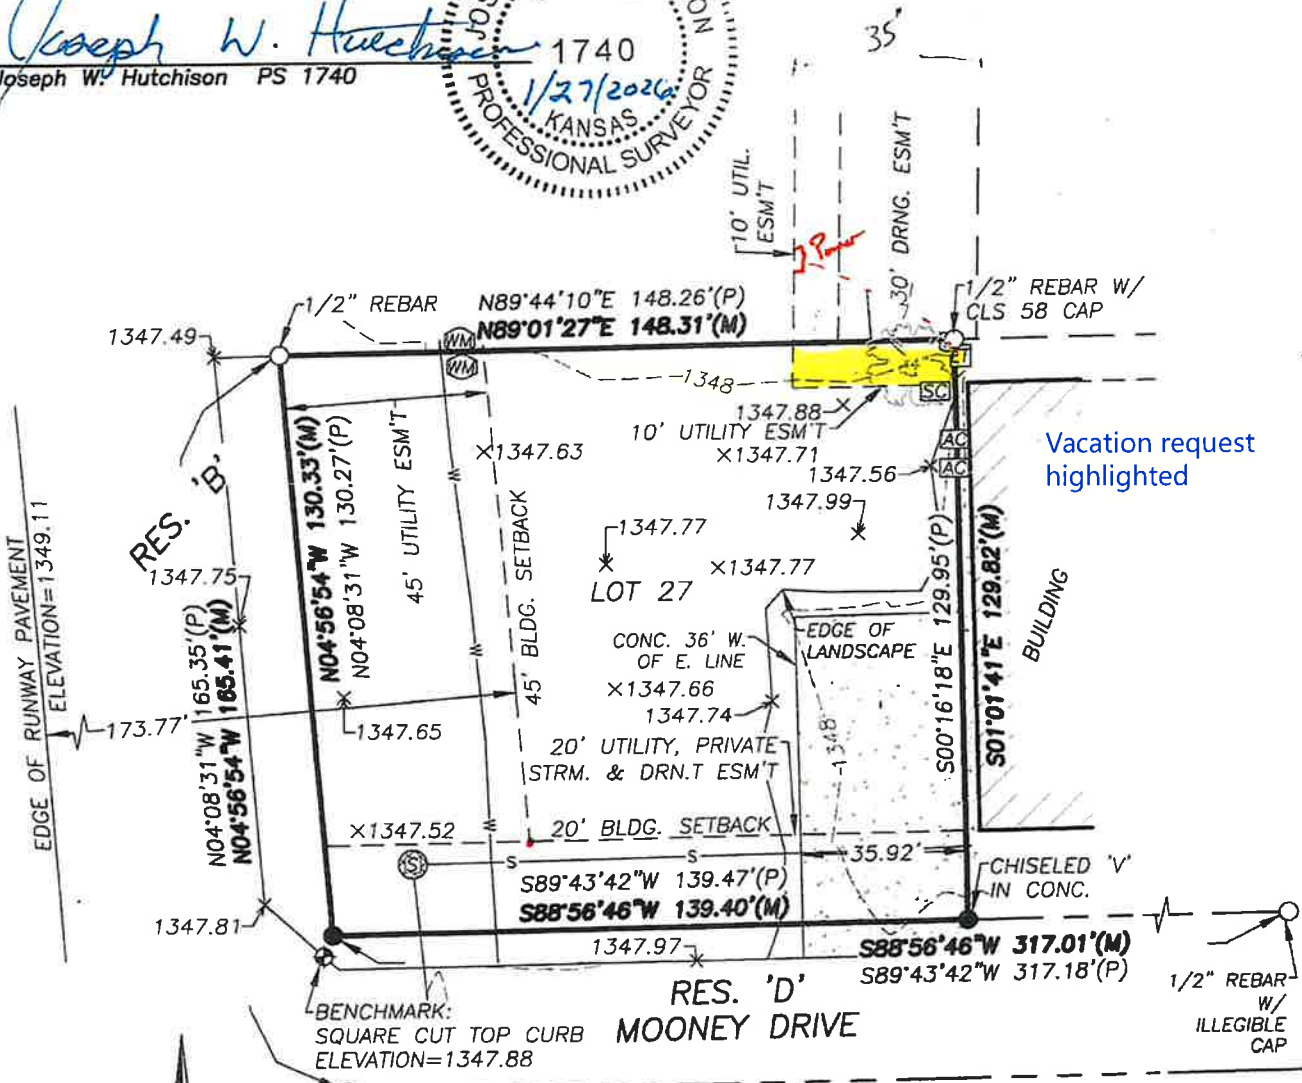 Joseph W. Hutchison
Joseph W. Hutchison PS 1740
1740
1/27/2026
KANSAS
PROFESSIONAL SURVEYOR
35'
10' UTIL.
ESM'T
30' DRNG. ESM'T
Power
1/2" REBAR
N89°44'10"E 148.26'(P)
N89°01'27"E 148.31'(M)
1/2" REBAR W/
CLS 58 CAP
1347.49
WM
WM
1348
SC
1347.88
10' UTILITY ESM'T
1347.63
1347.71
AC
AC
1347.56
Vacation request
highlighted
1347.99
RES. 'B'
N04°56'54"W 130.33'(M)
N04°08'31"W 130.27'(P)
45' UTILITY ESM'T
W
45' BLDG. SETBACK
1347.77
1347.77
LOT 27
1347.75
EDGE OF RUNWAY PAVEMENT
ELEVATION=1349.11
N04°08'31"W 165.35'(P)
N04°56'54"W 165.41'(M)
EDGE OF
LANDSCAPE
CONC. 36' W.
OF E. LINE
S00°16'18"E 129.95'(P)
S01°01'41"E 129.82'(M)
BUILDING
W
1347.66
1347.74
173.77'
1347.65
20' UTILITY, PRIVATE
STRM. & DRN.T ESM'T
1348
W
1347.52
20' BLDG. SETBACK
W
S
S
S
35.92'
S89°43'42"W 139.47'(P)
S88°56'46"W 139.40'(M)
CHISELED 'V'
IN CONC.
1347.81
1347.97
S88°56'46"W 317.01'(M)
S89°43'42"W 317.18'(P)
RES. 'D'
MOONEY DRIVE
1/2" REBAR
W/
ILLEGIBLE
CAP
BENCHMARK:
SQUARE CUT TOP CURB
ELEVATION=1347.88